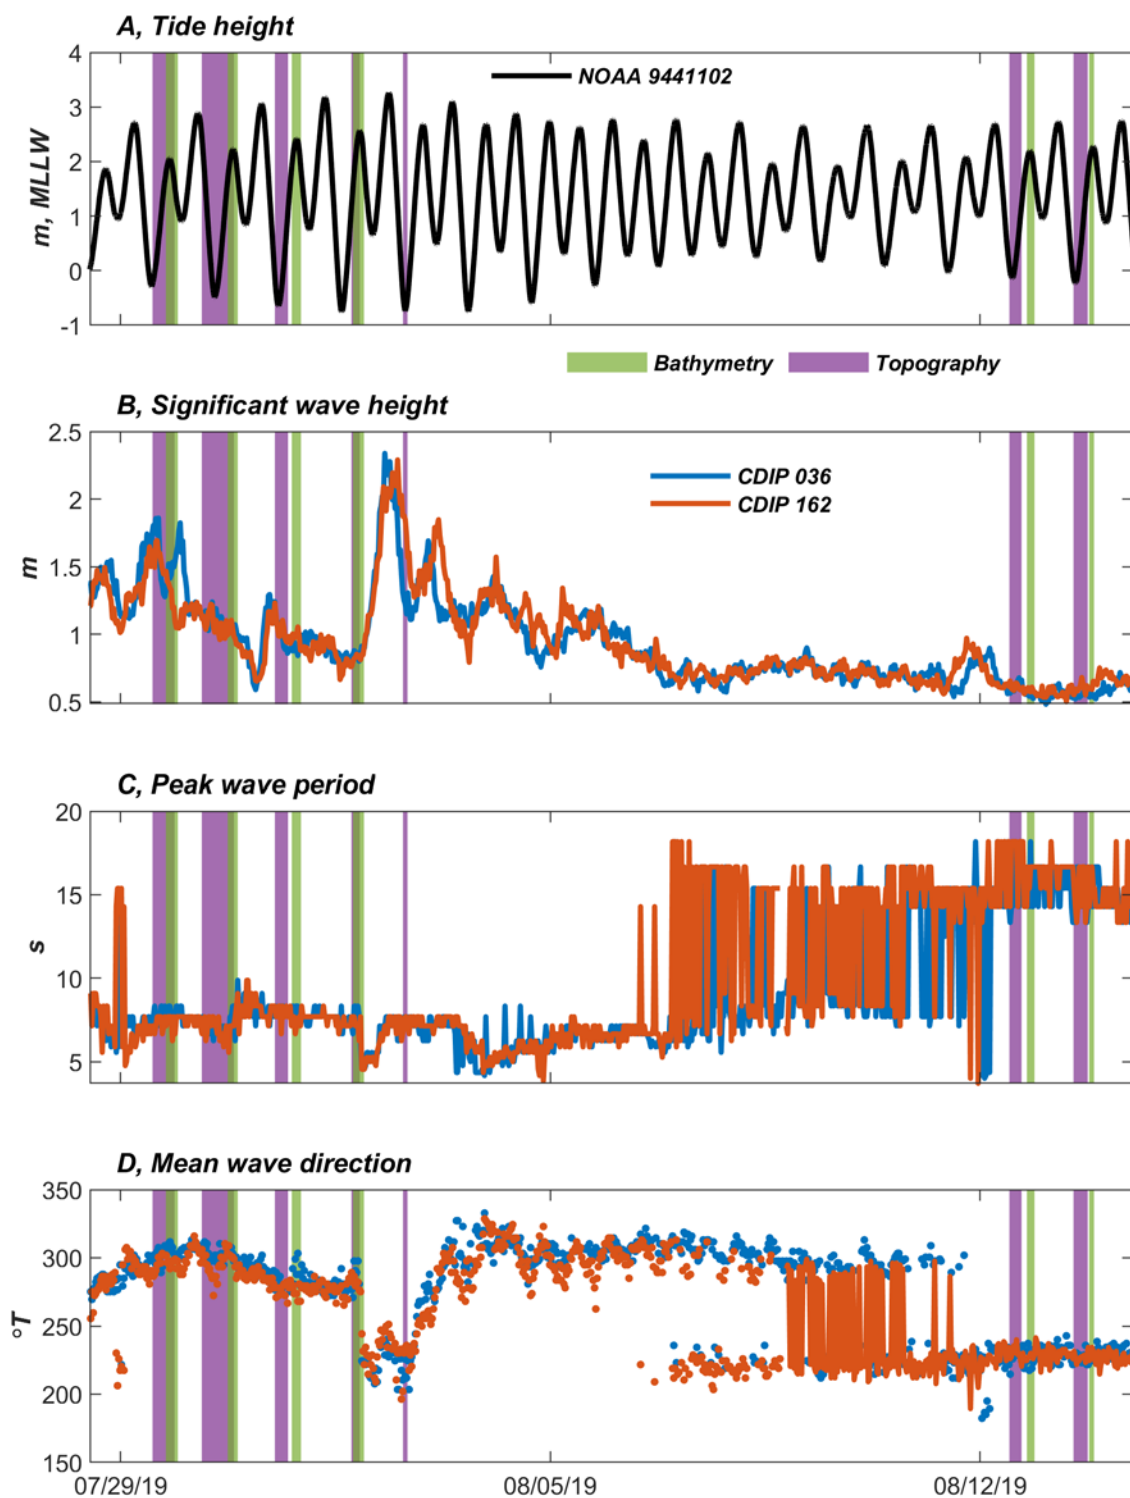 A, Tide height
4
3
2
1
0
-1
m, MLLW
NOAA 9441102
Bathymetry
Topography
B, Significant wave height
2.5
2
1.5
1
0.5
m
CDIP 036
CDIP 162
C, Peak wave period
20
15
10
5
s
D, Mean wave direction
350
300
250
200
150
°T
07/29/19
08/05/19
08/12/19